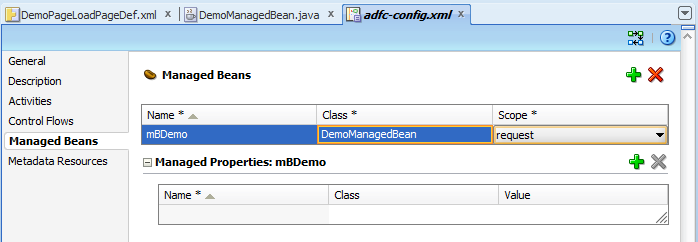 DemoPageLoadPageDef.xml x DemoManagedBean.java x adfc-config.xml x
General
Description
Activities
Control Flows
Managed Beans
Metadata Resources
Managed Beans
Name * Class * Scope *
mBDemo DemoManagedBean request
Managed Properties: mBDemo
Name * Class Value